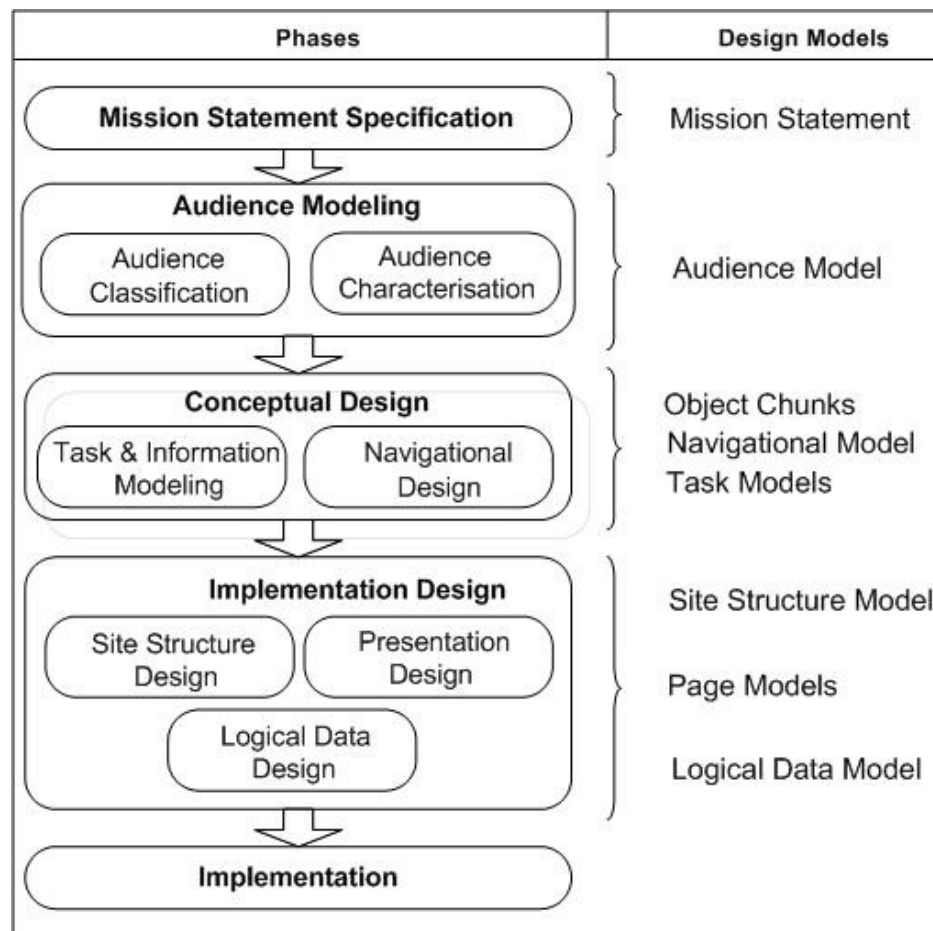 Phases
Design Models
Mission Statement Specification
Mission Statement
Audience Modeling
Audience
Classification
Audience
Characterisation
Audience Model
Conceptual Design
Task & Information
Modeling
Navigational
Design
Object Chunks
Navigational Model
Task Models
Implementation Design
Site Structure
Design
Presentation
Design
Logical Data
Design
Site Structure Model
Page Models
Logical Data Model
Implementation